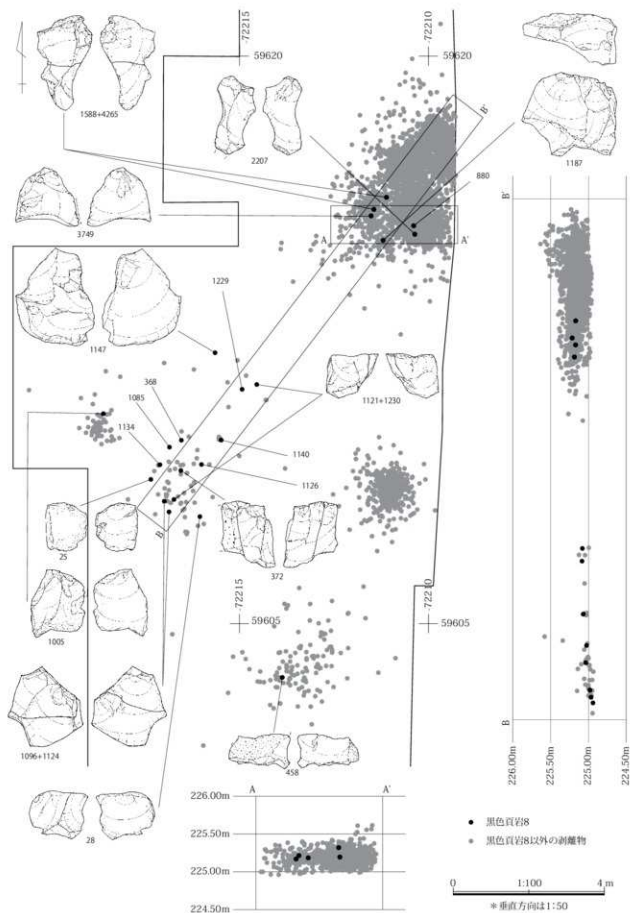 -72215
59620
-72210
59620
1588+4265
2207
1187
880
3749
B'
A
A'
B'
1147
1229
368
1085
1134
1121+1230
1140
1126
25
B
372
1005
-72215
59605
-72210
59605
1096+1124
458
28
B
226.00m
225.50m
225.00m
224.50m
A
A'
226.00m
225.50m
225.00m
224.50m
黒色頁岩8
黒色頁岩8以外の剥離物
0
1:100
4 m
＊垂直方向は1:50